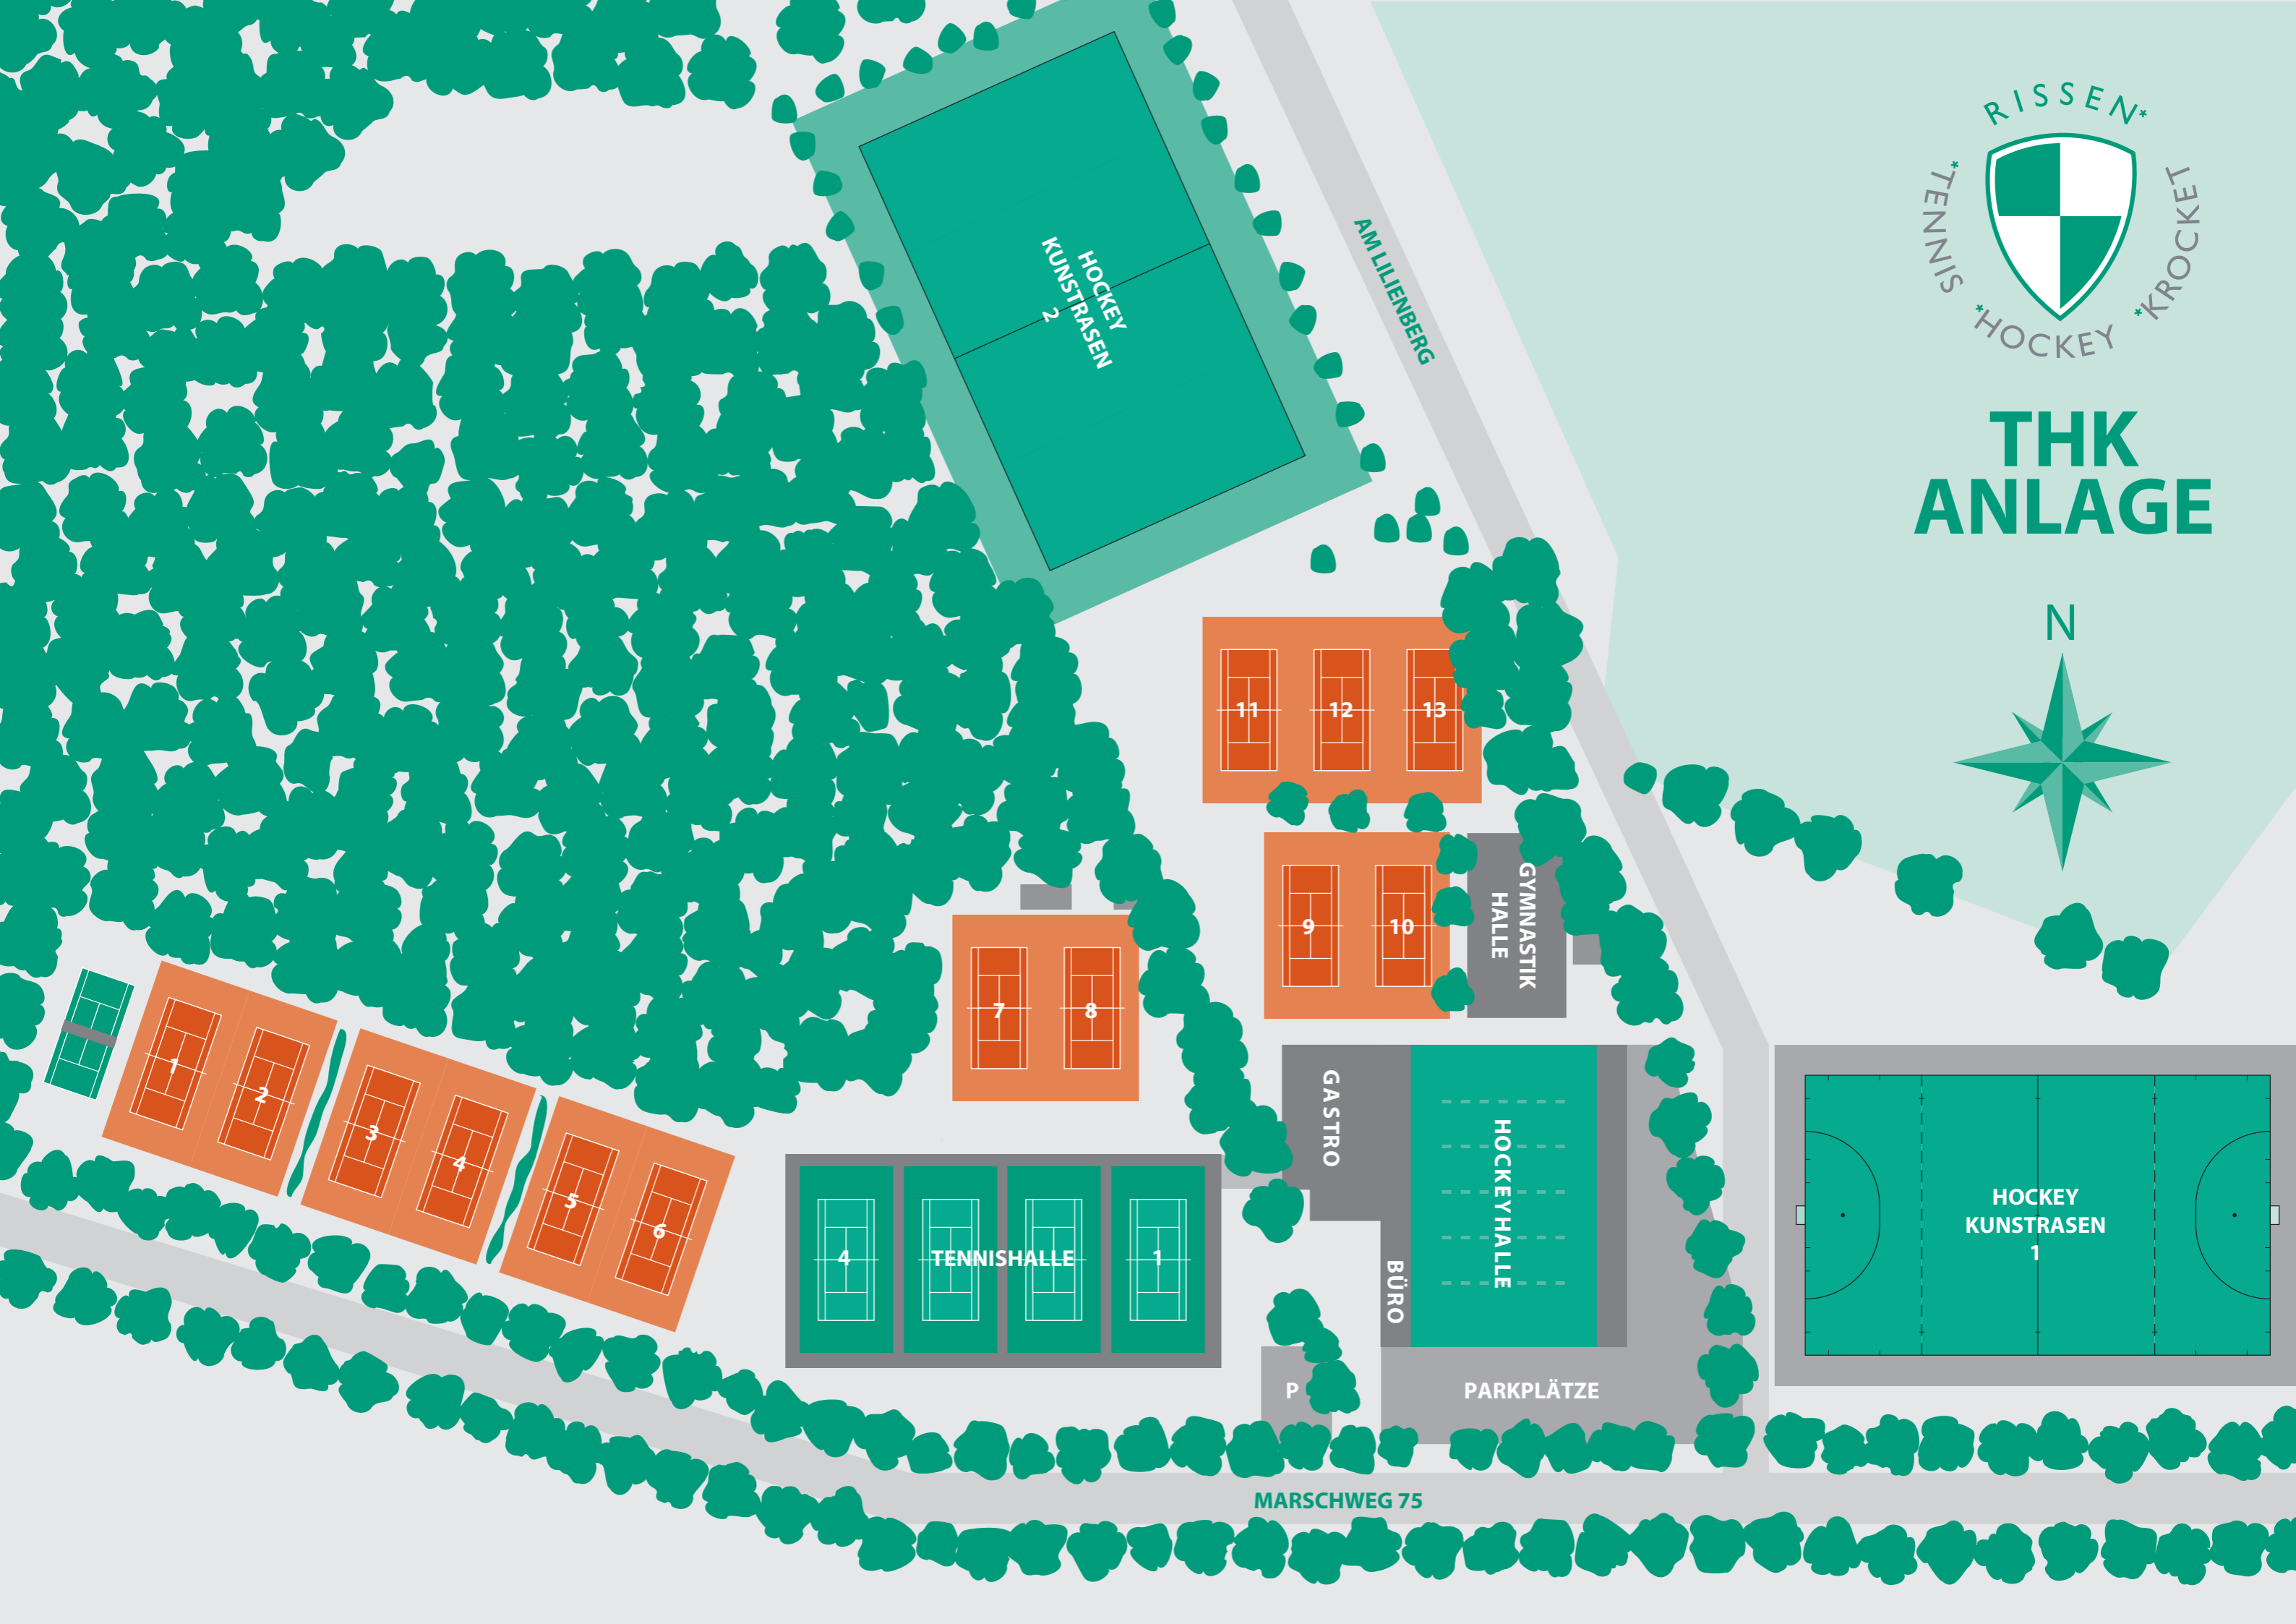 RISSEN*
TENNIS*
*HOCKEY
*KROCKET
THK
ANLAGE
N
HOCKEY
KUNSTRASEN
2
AM LILIENBERG
11
12
13
9
10
GYMNASTIK
HALLE
7
8
1
2
3
4
5
6
GASTRO
HOCKEYHALLE
BÜRO
4
TENNISHALLE
1
HOCKEY
KUNSTRASEN
1
P
PARKPLÄTZE
MARSCHWEG 75